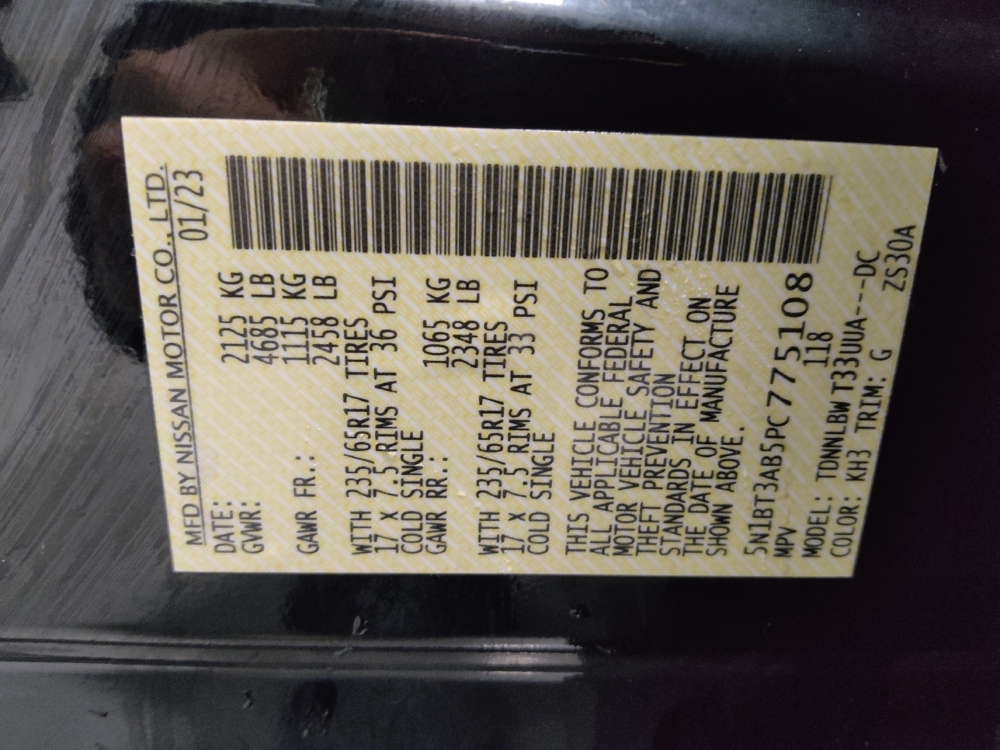 MFD BY NISSAN MOTOR CO., LTD.
DATE: 01/23
GVWR: 2125 KG
4685 LB
GAWR FR.: 1115 KG
2458 LB
WITH 235/65R17 TIRES
17 x 7.5 RIMS AT 36 PSI
COLD SINGLE
GAWR RR.: 1065 KG
2348 LB
WITH 235/65R17 TIRES
17 x 7.5 RIMS AT 33 PSI
COLD SINGLE
THIS VEHICLE CONFORMS TO
ALL APPLICABLE FEDERAL
MOTOR VEHICLE SAFETY AND
THEFT PREVENTION
STANDARDS IN EFFECT ON
THE DATE OF MANUFACTURE
SHOWN ABOVE.
5N1BT3AB5PC775108
MPV 118
MODEL: TDNNLBWT33UUA---DC
COLOR: KH3 TRIM: G ZS30A